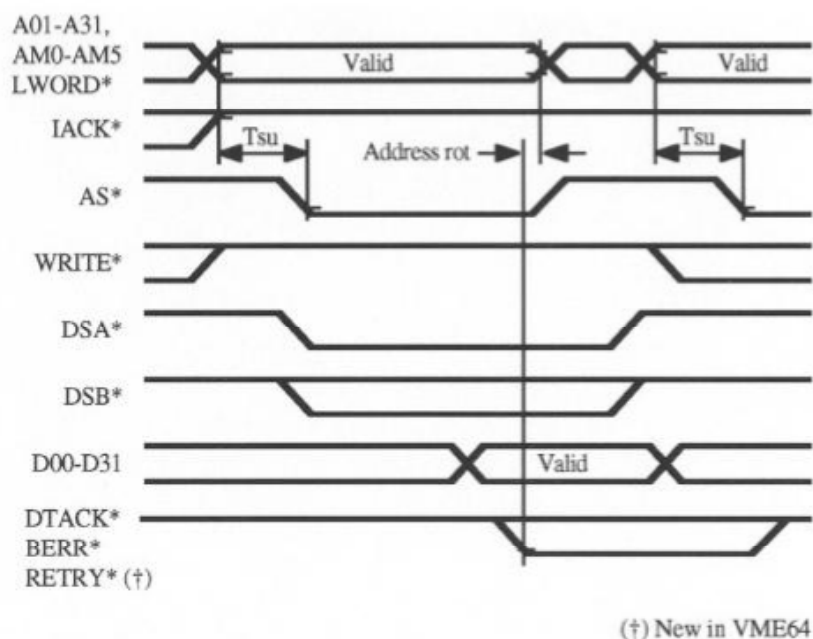 A01-A31,
AM0-AM5
LWORD*
Valid
Valid
IACK*
Tsu
Address rot
Tsu
AS*
WRITE*
DSA*
DSB*
D00-D31
Valid
DTACK*
BERR*
RETRY* (†)
(†) New in VME64